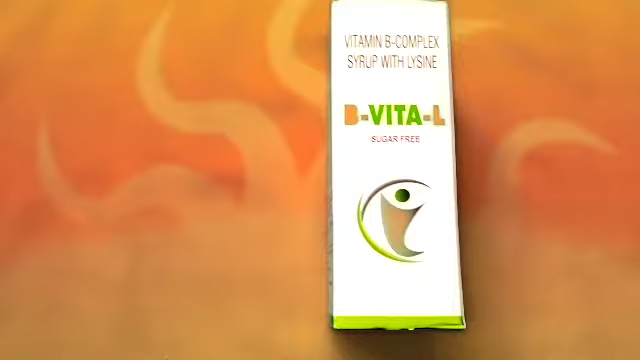 VITAMIN B-COMPLEX
SYRUP WITH LYSINE
B-VITA-L
SUGAR FREE